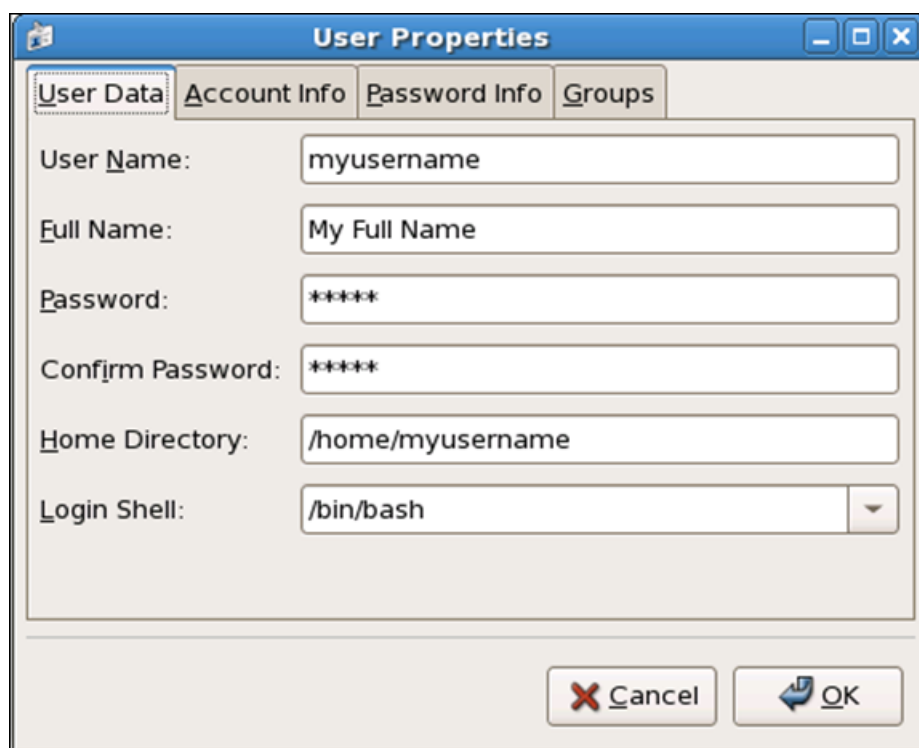 User Properties
User Data Account Info Password Info Groups
User Name: myusername
Full Name: My Full Name
Password: *****
Confirm Password: *****
Home Directory: /home/myusername
Login Shell: /bin/bash
Cancel OK